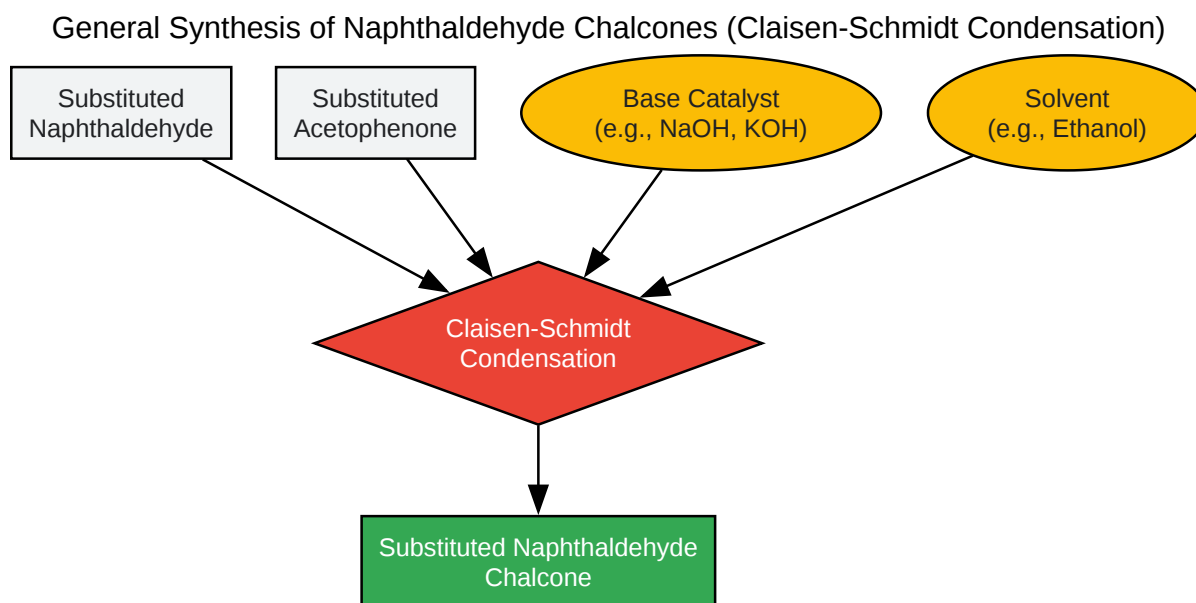 General Synthesis of Naphthaldehyde Chalcones (Claisen-Schmidt Condensation)
Substituted
Naphthaldehyde
Substituted
Acetophenone
Base Catalyst
(e.g., NaOH, KOH)
Solvent
(e.g., Ethanol)
Claisen-Schmidt
Condensation
Substituted Naphthaldehyde
Chalcone